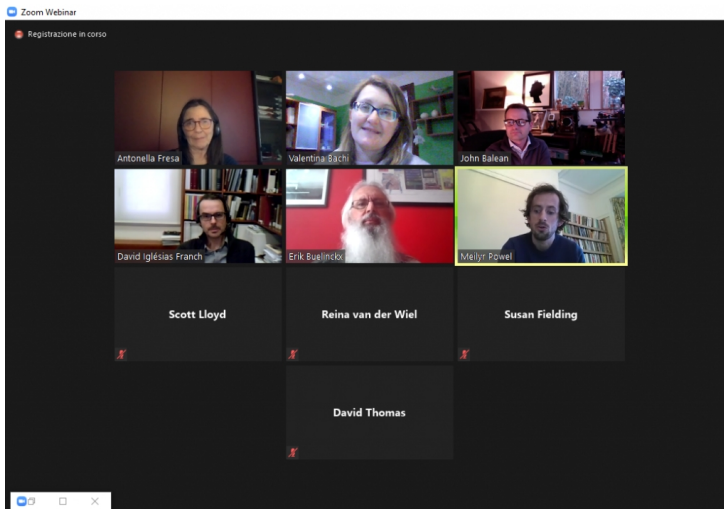 Zoom Webinar
Registrazione in corso
Antonella Fresa
Valentina Bachi
John Balean
David Iglésias Franch
Erik Buelinckx
Meilyr Powel
Scott Lloyd
Reina van der Wiel
Susan Fielding
David Thomas